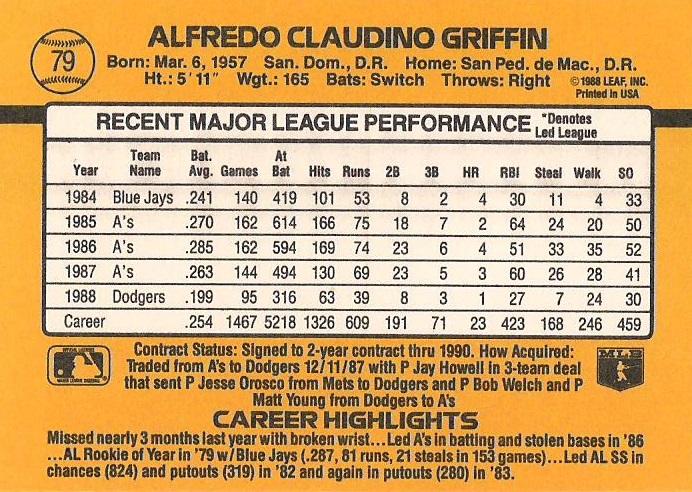 79
ALFREDO CLAUDINO GRIFFIN
Born: Mar. 6, 1957 San. Dom., D.R. Home: San Ped. de Mac., D.R.
Ht.: 5' 11" Wgt.: 165 Bats: Switch Throws: Right © 1988 LEAF, INC.
Printed in USA
RECENT MAJOR LEAGUE PERFORMANCE *Denotes
Led League
Year Team Name Bat. Avg. Games At Bat Hits Runs 2B 3B HR RBI Steal Walk SO
1984 Blue Jays .241 140 419 101 53 8 2 4 30 11 4 33
1985 A's .270 162 614 166 75 18 7 2 64 24 20 50
1986 A's .285 162 594 169 74 23 6 4 51 33 35 52
1987 A's .263 144 494 130 69 23 5 3 60 26 28 41
1988 Dodgers .199 95 316 63 39 8 3 1 27 7 24 30
Career .254 1467 5218 1326 609 191 71 23 423 168 246 459
Contract Status: Signed to 2-year contract thru 1990. How Acquired:
Traded from A's to Dodgers 12/11/87 with P Jay Howell in 3-team deal
that sent P Jesse Orosco from Mets to Dodgers and P Bob Welch and P
Matt Young from Dodgers to A's
MLB
CAREER HIGHLIGHTS
Missed nearly 3 months last year with broken wrist...Led A's in batting and stolen bases in '86
...AL Rookie of Year in '79 w/Blue Jays (.287, 81 runs, 21 steals in 153 games)...Led AL SS in
chances (824) and putouts (319) in '82 and again in putouts (280) in '83.